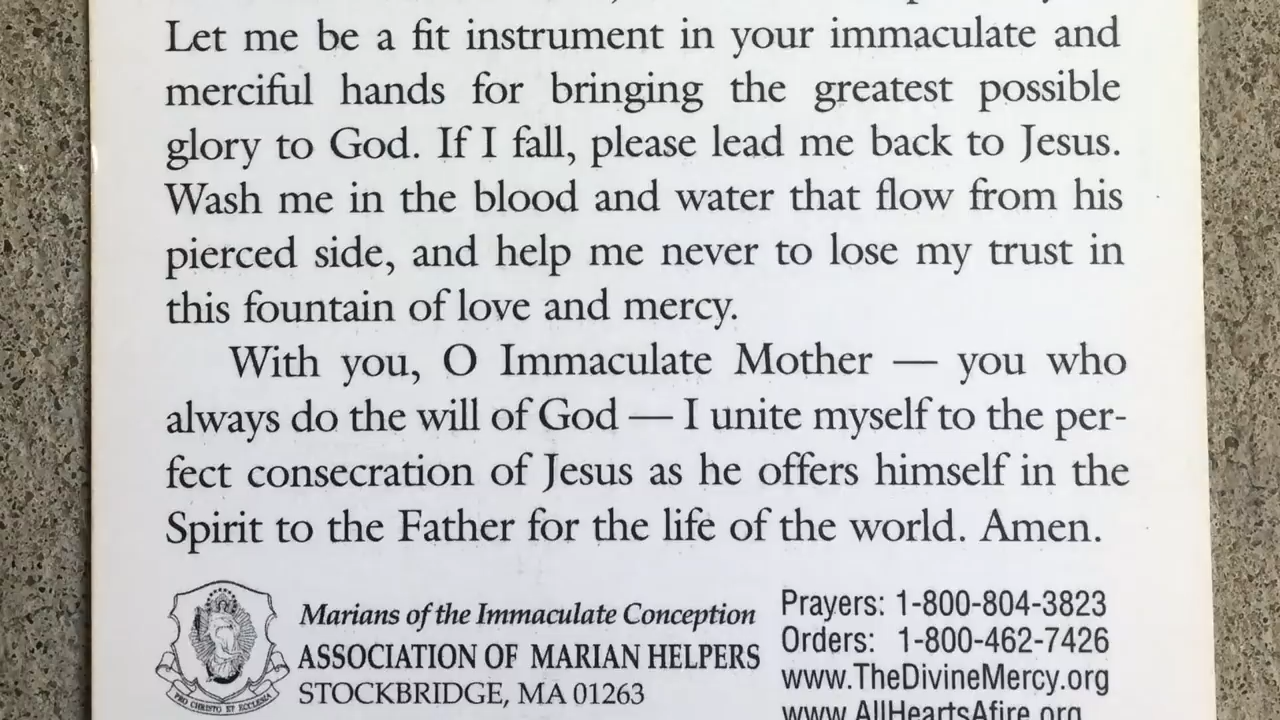 Let me be a fit instrument in your immaculate and
merciful hands for bringing the greatest possible
glory to God. If I fall, please lead me back to Jesus.
Wash me in the blood and water that flow from his
pierced side, and help me never to lose my trust in
this fountain of love and mercy.
With you, O Immaculate Mother — you who
always do the will of God — I unite myself to the per-
fect consecration of Jesus as he offers himself in the
Spirit to the Father for the life of the world. Amen.
PRO CHRISTO ET ECCLESIA
Marians of the Immaculate Conception
ASSOCIATION OF MARIAN HELPERS
STOCKBRIDGE, MA 01263
Prayers: 1-800-804-3823
Orders: 1-800-462-7426
www.TheDivineMercy.org
www.AllHeartsAfire.org